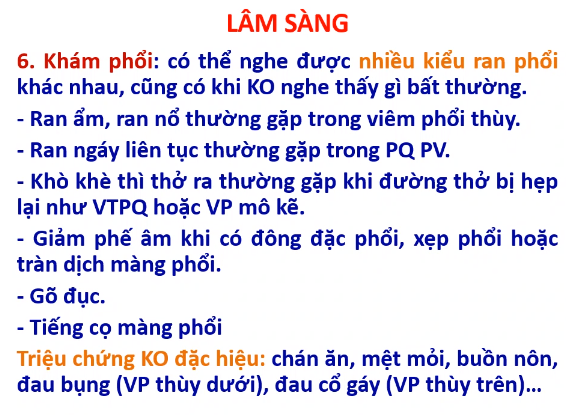 LÂM SÀNG
6. Khám phổi: có thể nghe được nhiều kiểu ran phổi
khác nhau, cũng có khi KO nghe thấy gì bất thường.
- Ran ẩm, ran nổ thường gặp trong viêm phổi thùy.
- Ran ngáy liên tục thường gặp trong PQ PV.
- Khò khè thì thở ra thường gặp khi đường thở bị hẹp
lại như VTPQ hoặc VP mô kẽ.
- Giảm phế âm khi có đông đặc phổi, xẹp phổi hoặc
tràn dịch màng phổi.
- Gõ đục.
- Tiếng cọ màng phổi
Triệu chứng KO đặc hiệu: chán ăn, mệt mỏi, buồn nôn,
đau bụng (VP thùy dưới), đau cổ gáy (VP thùy trên)...